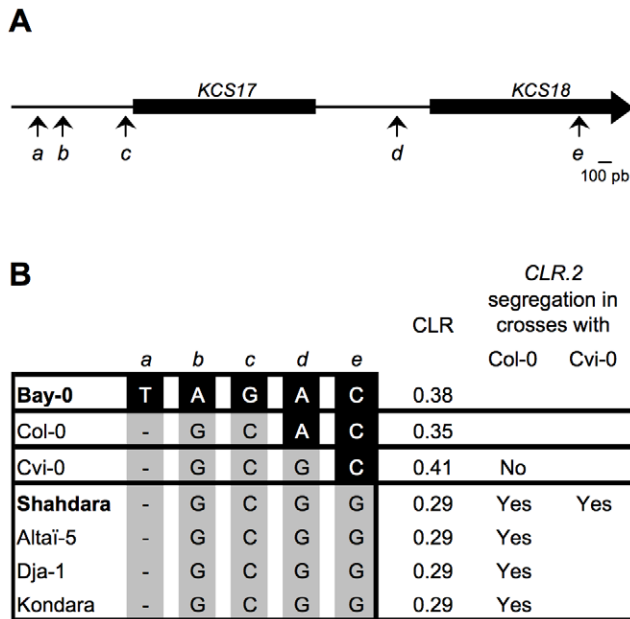 A
KCS17 KCS18
a b c d e
100 pb
B
CLR.2
segregation in
CLR crosses with
a b c d e Col-0 Cvi-0
Bay-0 T A G A C 0.38
Col-0 - G C A C 0.35
Cvi-0 - G C G C 0.41 No
Shahdara - G C G G 0.29 Yes Yes
Altaï-5 - G C G G 0.29 Yes
Dja-1 - G C G G 0.29 Yes
Kondara - G C G G 0.29 Yes